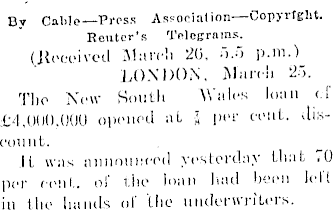 By Cable—Press Association—Copyright.
Reuter's Telegrams.
(Received March 26, 5.5 p.m.)
LONDON, March 25.
The New South Wales loan of
£4,000,000 opened at ⅞ per cent. dis-
count.
It was announced yesterday that 70
per cent. of the loan had been left
in the hands of the underwriters.